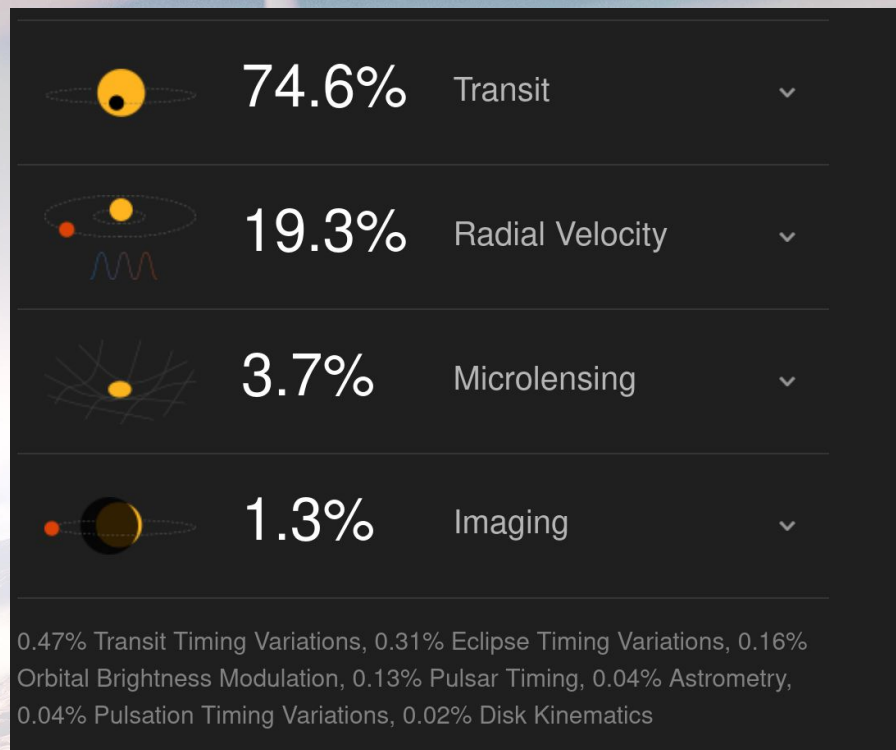 74.6% Transit
19.3% Radial Velocity
3.7% Microlensing
1.3% Imaging
0.47% Transit Timing Variations, 0.31% Eclipse Timing Variations, 0.16%
Orbital Brightness Modulation, 0.13% Pulsar Timing, 0.04% Astrometry,
0.04% Pulsation Timing Variations, 0.02% Disk Kinematics